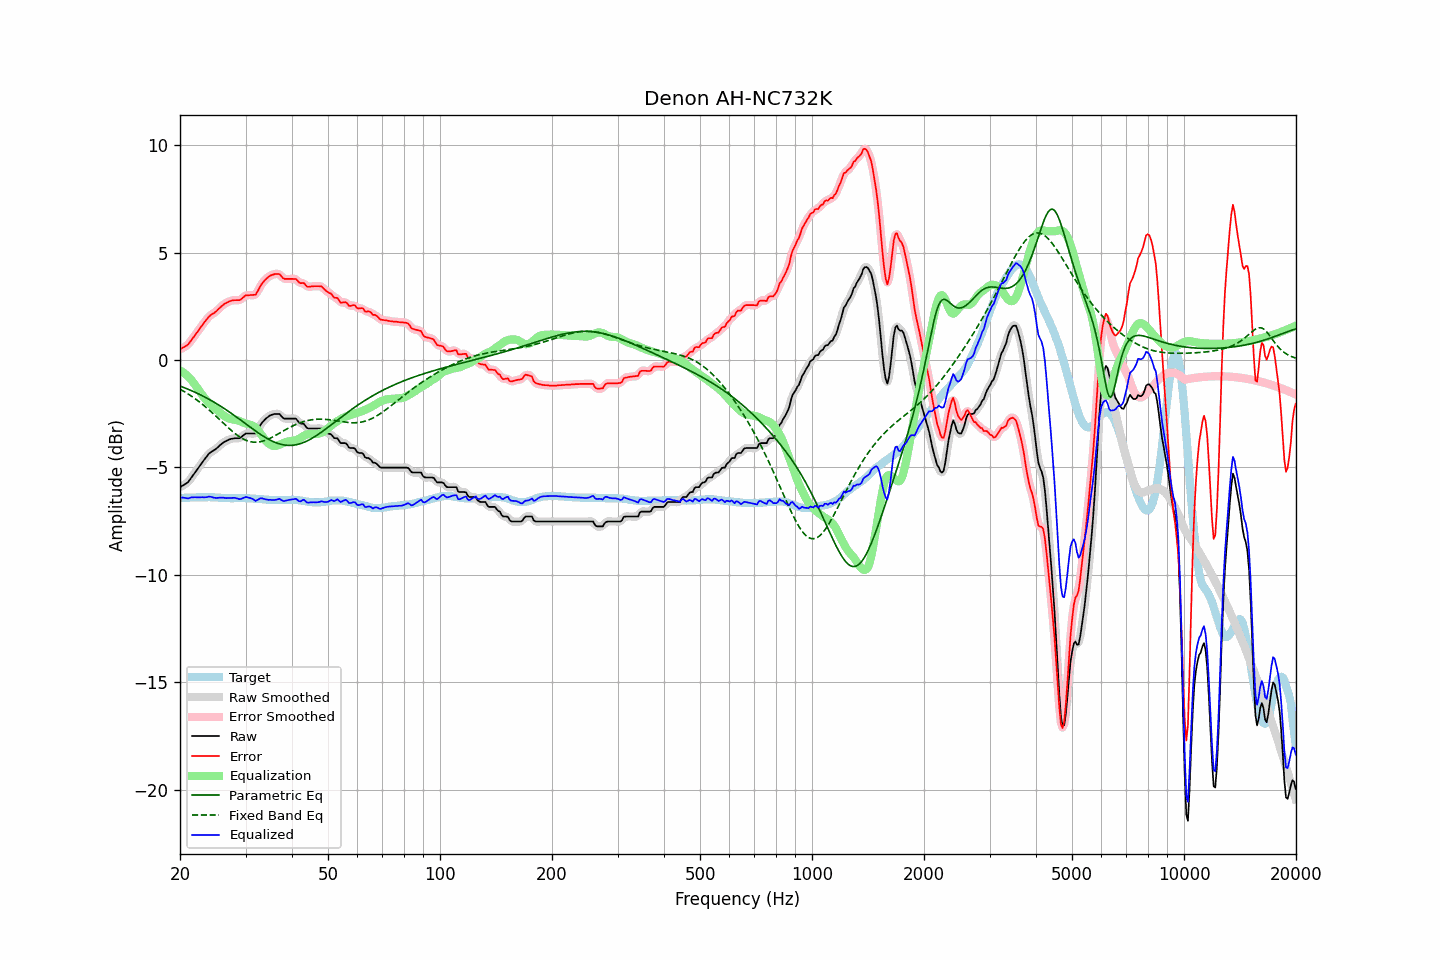 Denon AH-NC732K
10
5
0
−5
−10
−15
−20
Amplitude (dBr)
Target
Raw Smoothed
Error Smoothed
Raw
Error
Equalization
Parametric Eq
Fixed Band Eq
Equalized
20 50 100 200 500 1000 2000 5000 10000 20000
Frequency (Hz)